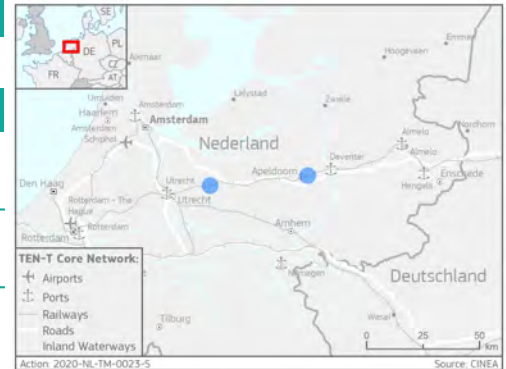 SE
PL
DE
CZ
FR
AT
Alkmaar
Emmen
Hoogeveen
IJmuiden
Amsterdam
Lelystad
Zwolle
Haarlem
Amsterdam
Amsterdam
Schiphol
Nederland
Nordhorn
Almelo
Almelo
Deventer
Apeldoorn
Enschede
Hengelo
Den Haag
Utrecht
Utrecht
Rotterdam - The
Hague
Rotterdam
Rotterdam
Arnhem
Nijmegen
Deutschland
TEN-T Core Network:
Airports
Ports
Railways
Roads
Inland Waterways
Tilburg
Wesel
0 25 50
km
Action: 2020-NL-TM-0023-S
Source: CINEA